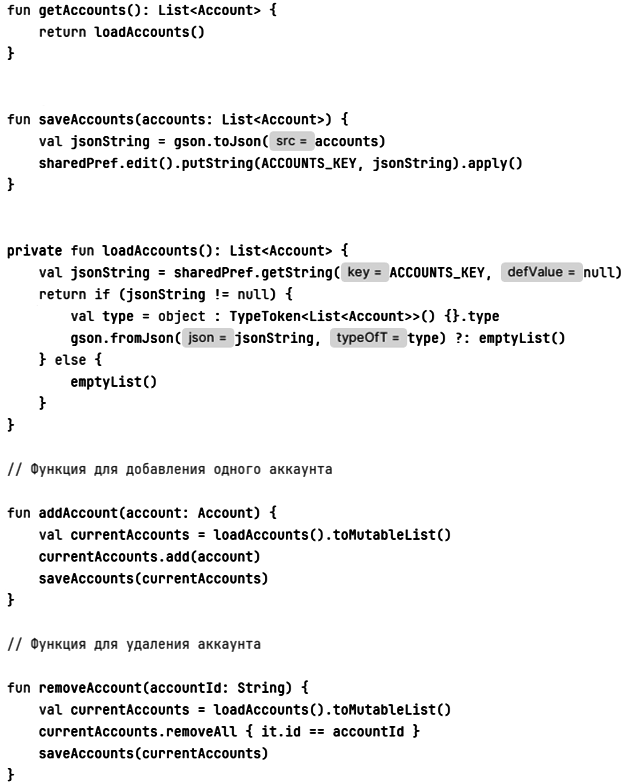 fun getAccounts(): List<Account> {
    return loadAccounts()
}
fun saveAccounts(accounts: List<Account>) {
    val jsonString = gson.toJson( src = accounts)
    sharedPref.edit().putString(ACCOUNTS_KEY, jsonString).apply()
}
private fun loadAccounts(): List<Account> {
    val jsonString = sharedPref.getString( key = ACCOUNTS_KEY, defValue = null)
    return if (jsonString != null) {
        val type = object : TypeToken<List<Account>>() {}.type
        gson.fromJson( json = jsonString, typeOfT = type) ?: emptyList()
    } else {
        emptyList()
    }
}
// Функция для добавления одного аккаунта
fun addAccount(account: Account) {
    val currentAccounts = loadAccounts().toMutableList()
    currentAccounts.add(account)
    saveAccounts(currentAccounts)
}
// Функция для удаления аккаунта
fun removeAccount(accountId: String) {
    val currentAccounts = loadAccounts().toMutableList()
    currentAccounts.removeAll { it.id == accountId }
    saveAccounts(currentAccounts)
}